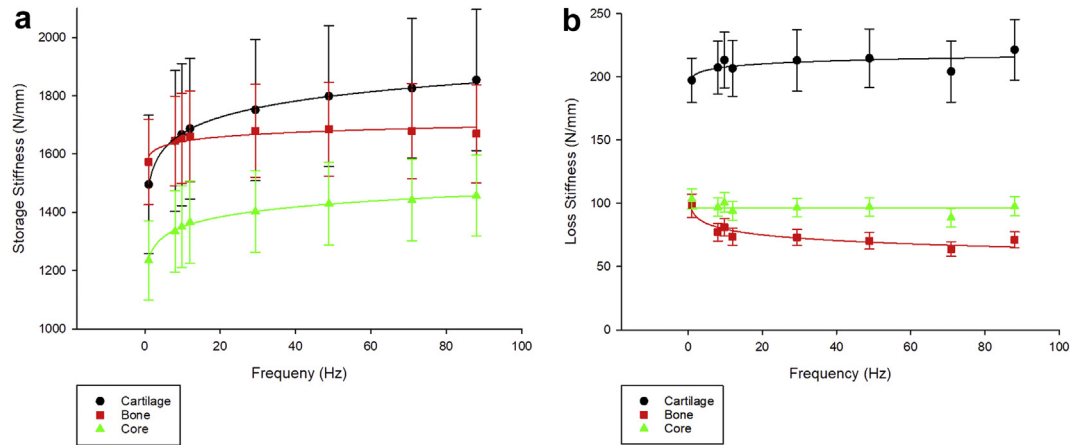 a
Storage Stiffness (N/mm)
2000
1800
1600
1400
1200
1000
0
20
40
60
80
100
Frequeny (Hz)
Cartilage
Bone
Core
b
Loss Stiffness (N/mm)
250
200
150
100
50
0
0
20
40
60
80
100
Frequency (Hz)
Cartilage
Bone
Core